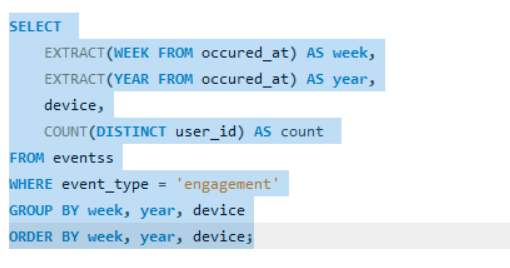 SELECT
EXTRACT(WEEK FROM occured_at) AS week,
EXTRACT(YEAR FROM occured_at) AS year,
device,
COUNT(DISTINCT user_id) AS count
FROM eventss
WHERE event_type = 'engagement'
GROUP BY week, year, device
ORDER BY week, year, device;